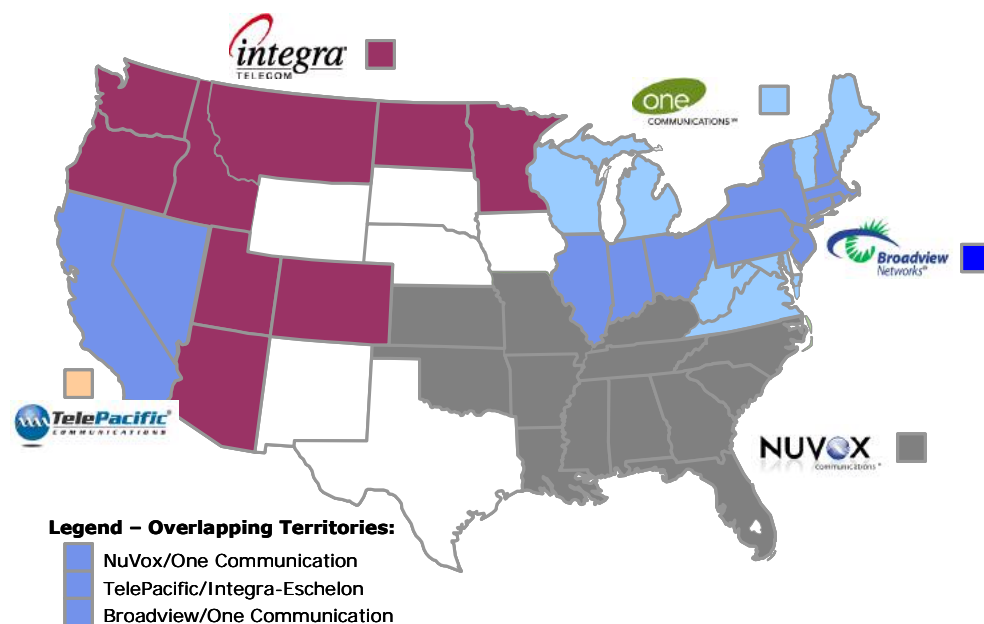 integra
TELECOM
one
COMMUNICATIONS℠
Broadview
Networks®
TelePacific®
COMMUNICATIONS
NUVOX
communications®
Legend – Overlapping Territories:
NuVox/One Communication
TelePacific/Integra-Eschelon
Broadview/One Communication